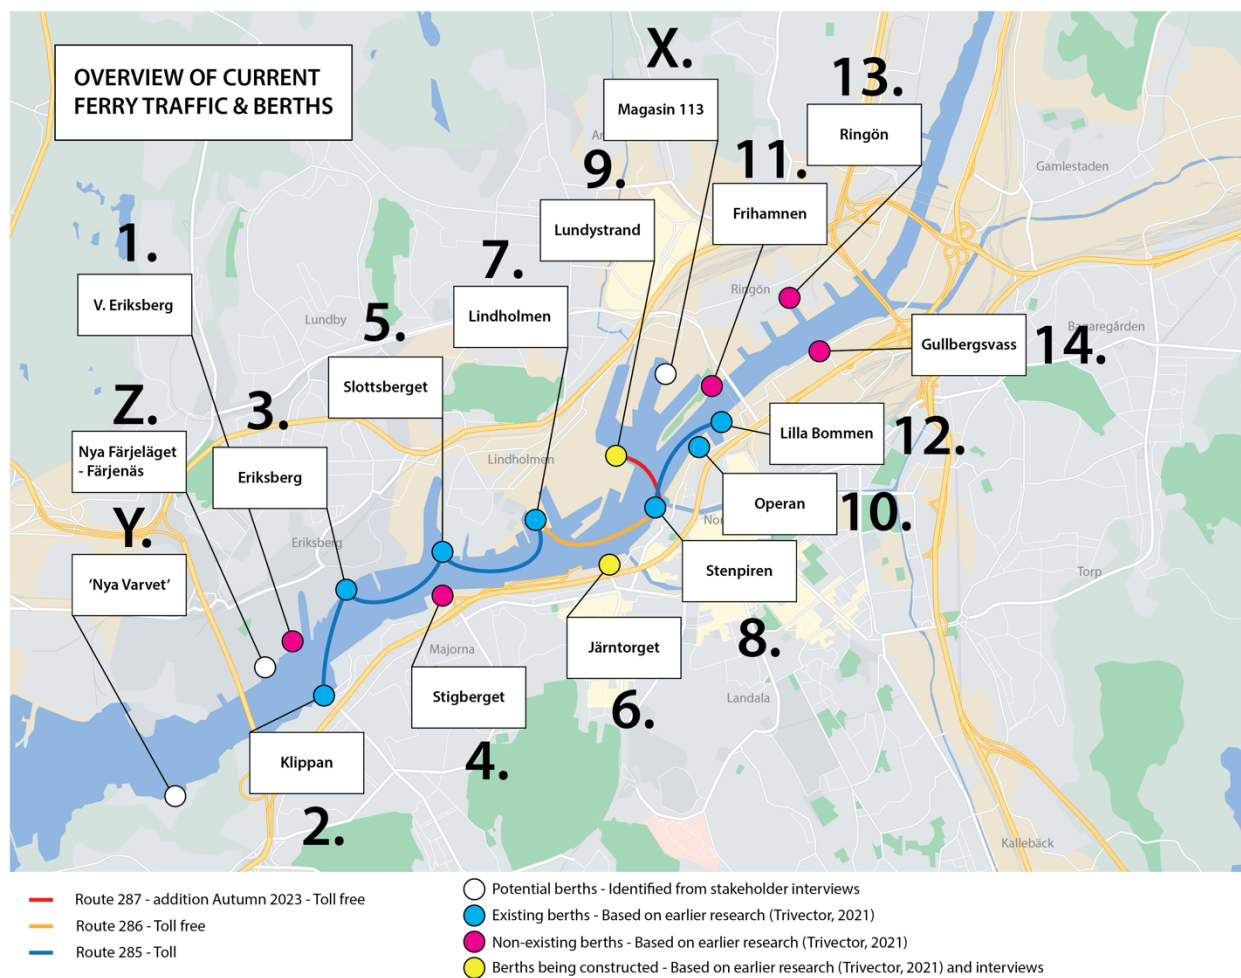 OVERVIEW OF CURRENT
FERRY TRAFFIC & BERTHS
X.
Magasin 113
13.
Ringön
9.
Lundystrand
11.
Frihamnen
Gamlestaden
1.
V. Eriksberg
7.
Lindholmen
Ringön
Lundby
5.
Slottsberget
Gullbergsvass
14.
Z.
Nya Färjeläget
- Färjenäs
3.
Eriksberg
Lindholmen
Lilla Bommen
12.
Operan
10.
Y.
'Nya Varvet'
Eriksberg
Stenpiren
8.
Torp
Järntorget
6.
Majorna
Stigberget
4.
Landala
Klippan
2.
Kallebäck
Route 287 - addition Autumn 2023 - Toll free
Route 286 - Toll free
Route 285 - Toll
Potential berths - Identified from stakeholder interviews
Existing berths - Based on earlier research (Trivector, 2021)
Non-existing berths - Based on earlier research (Trivector, 2021)
Berths being constructed - Based on earlier research (Trivector, 2021) and interviews